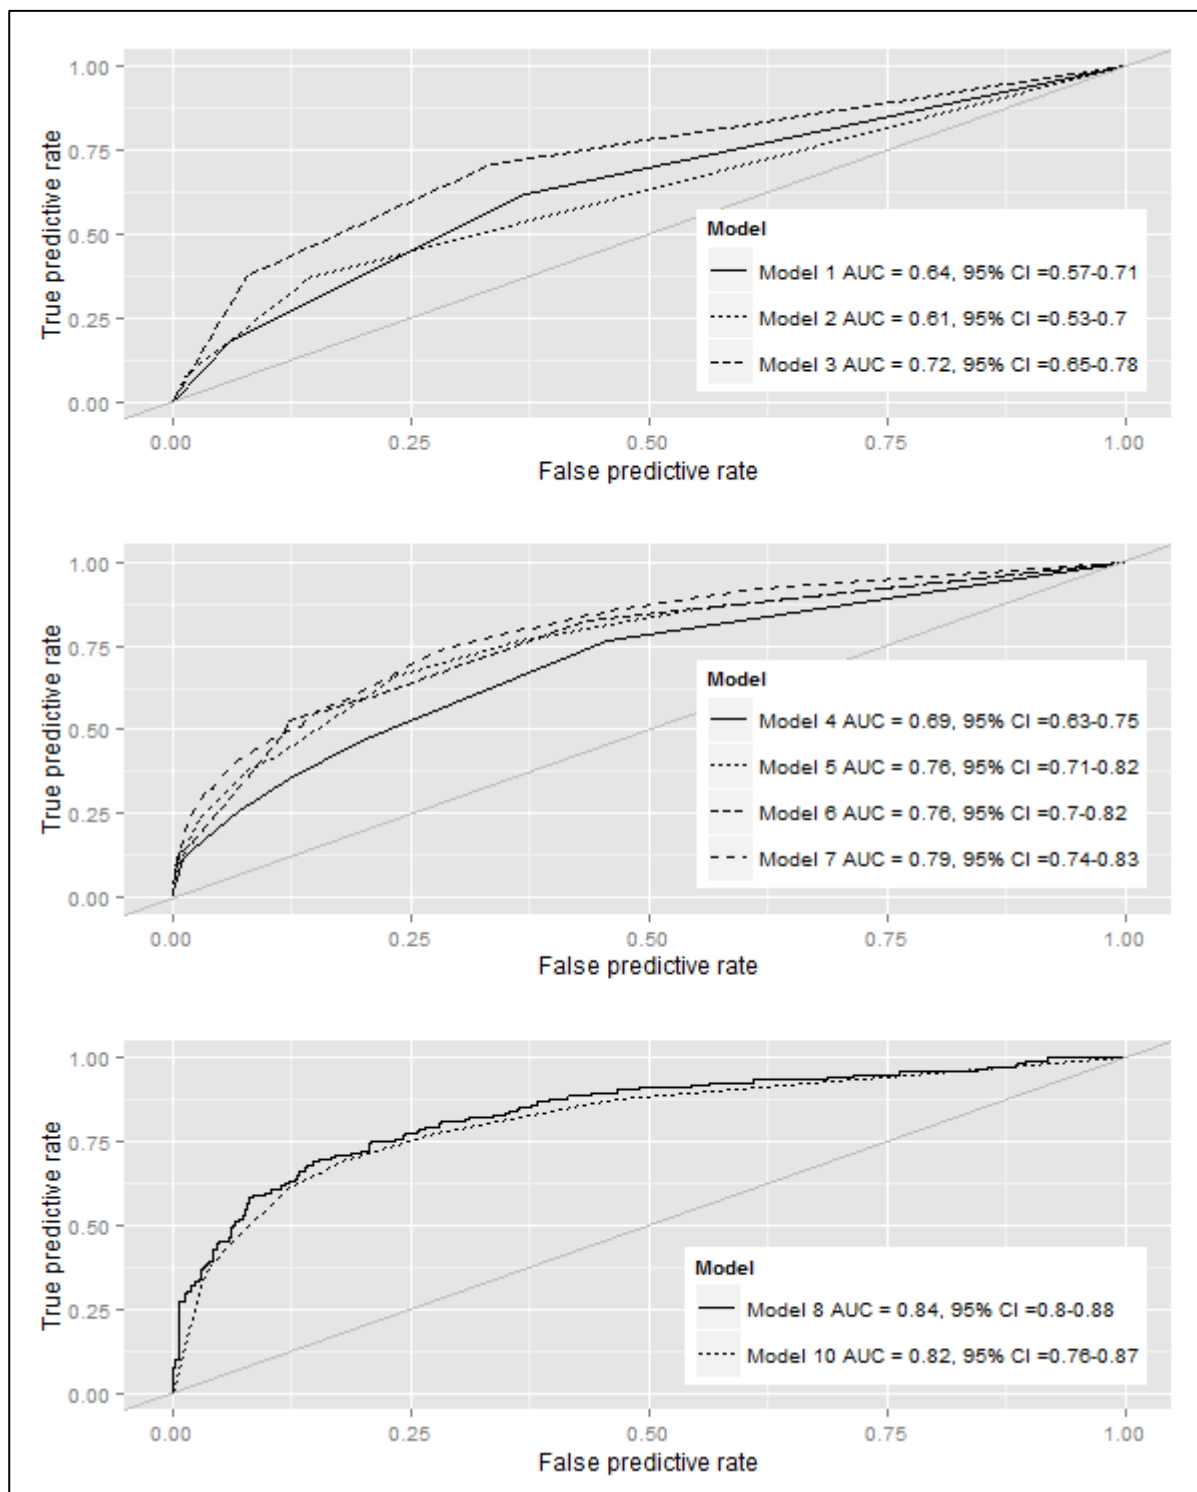 1.00
0.75
0.50
0.25
0.00
True predictive rate
Model
Model 1 AUC = 0.64, 95% CI =0.57-0.71
Model 2 AUC = 0.61, 95% CI =0.53-0.7
Model 3 AUC = 0.72, 95% CI =0.65-0.78
0.00 0.25 0.50 0.75 1.00
False predictive rate
1.00
0.75
0.50
0.25
0.00
True predictive rate
Model
Model 4 AUC = 0.69, 95% CI =0.63-0.75
Model 5 AUC = 0.76, 95% CI =0.71-0.82
Model 6 AUC = 0.76, 95% CI =0.7-0.82
Model 7 AUC = 0.79, 95% CI =0.74-0.83
0.00 0.25 0.50 0.75 1.00
False predictive rate
1.00
0.75
0.50
0.25
0.00
True predictive rate
Model
Model 8 AUC = 0.84, 95% CI =0.8-0.88
Model 10 AUC = 0.82, 95% CI =0.76-0.87
0.00 0.25 0.50 0.75 1.00
False predictive rate